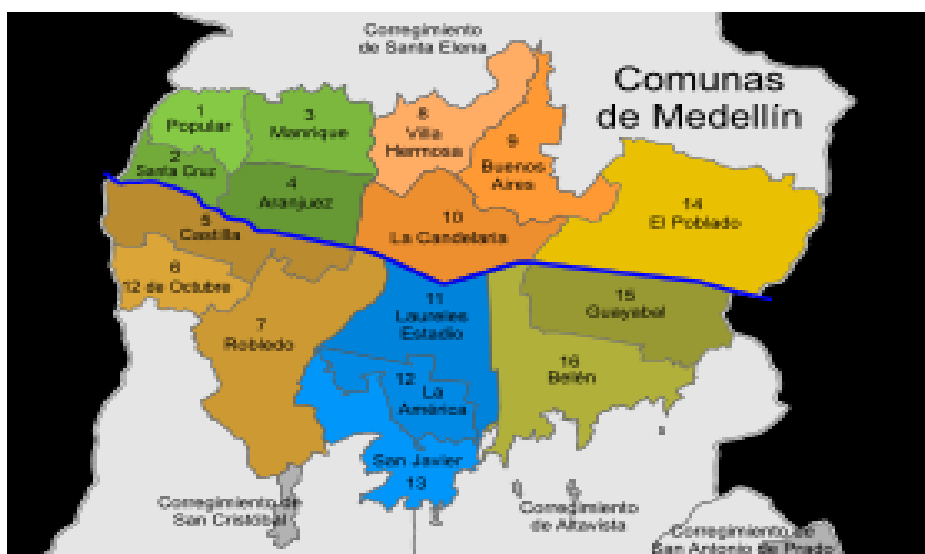 Corregimiento
de Santa Elena
Comunas
de Medellín
1
Popular
3
Manrique
8
Villa
Hermosa
9
Buenos
Aires
2
Santa Cruz
4
Aranjuez
10
La Candelaria
14
El Poblado
5
Castilla
6
12 de Octubre
7
Robledo
11
Laureles
Estadio
15
Guayabal
16
Belén
12
La
América
San Javier
13
Corregimiento de
San Cristóbal
Corregimiento
de Altavista
Corregimiento de
San Antonio de Prado